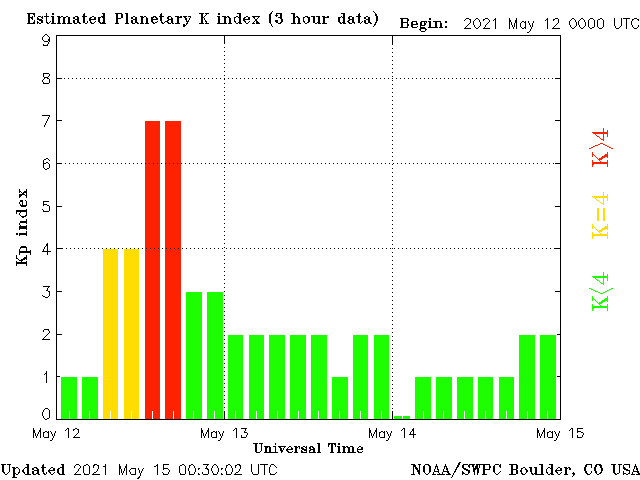 Estimated Planetary K index (3 hour data)
Begin: 2021 May 12 0000 UTC
9
8
7
6
5
4
3
2
1
0
Kp index
K>4
K=4
K<4
May 12
May 13
May 14
May 15
Universal Time
Updated 2021 May 15 00:30:02 UTC
NOAA/SWPC Boulder, CO USA